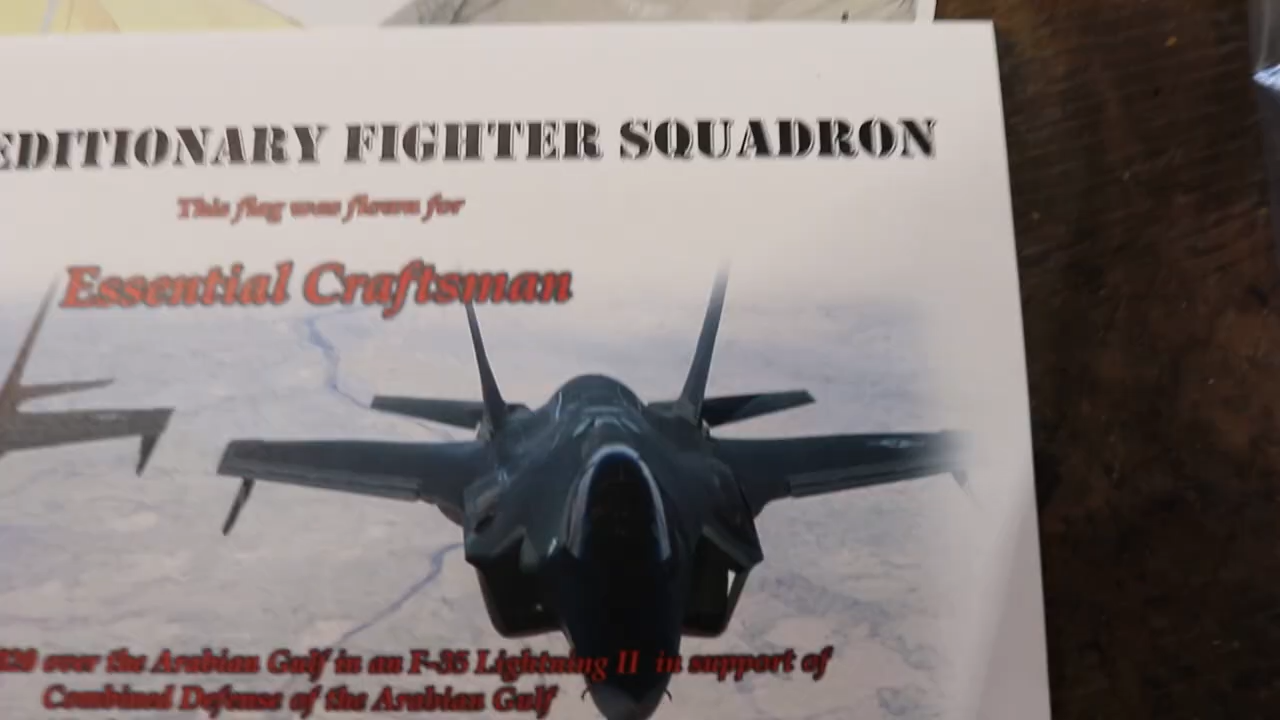 EDITIONARY FIGHTER SQUADRON
This flag was flown for
Essential Craftsman
over the Arabian Gulf in an F-35 Lightning II in support of
Combined Defense of the Arabian Gulf